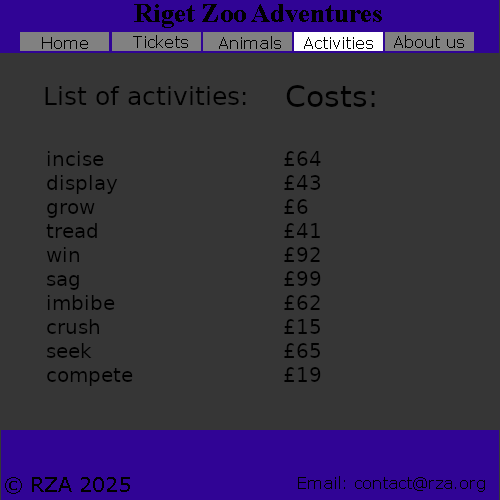 Riget Zoo Adventures
Home Tickets Animals Activities About us
List of activities: Costs:
incise £64
display £43
grow £6
tread £41
win £92
sag £99
imbibe £62
crush £15
seek £65
compete £19
© RZA 2025 Email: contact@rza.org